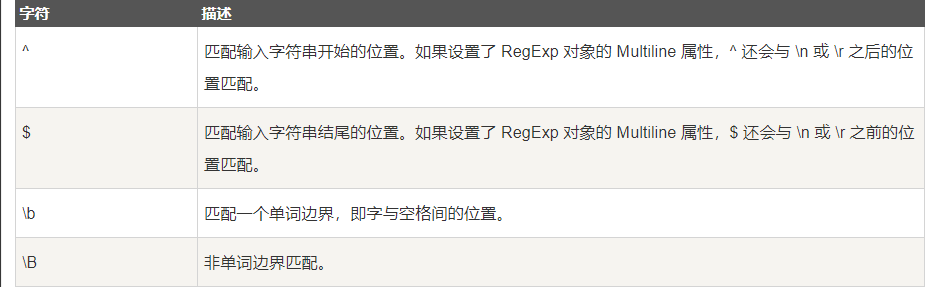 字符 描述
^ 匹配输入字符串开始的位置。如果设置了 RegExp 对象的 Multiline 属性，^ 还会与 \n 或 \r 之后的位
置匹配。
$ 匹配输入字符串结尾的位置。如果设置了 RegExp 对象的 Multiline 属性，$ 还会与 \n 或 \r 之前的位
置匹配。
\b 匹配一个单词边界，即字与空格间的位置。
\B 非单词边界匹配。